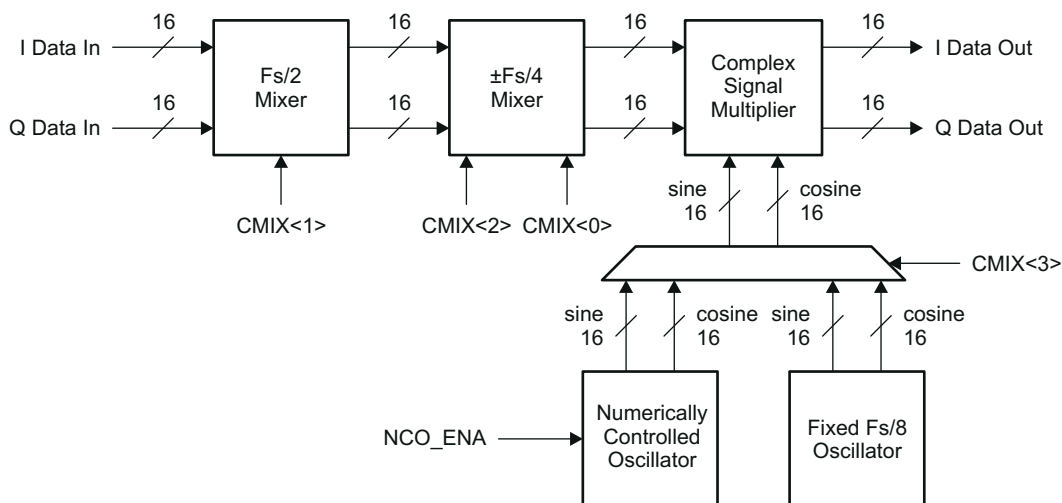 16
16
16
16
I Data In
I Data Out
Fs/2
Mixer
±Fs/4
Mixer
Complex
Signal
Multiplier
16
16
16
16
Q Data In
Q Data Out
sine
16
cosine
16
CMIX<1>
CMIX<2>
CMIX<0>
CMIX<3>
sine
16
cosine
16
sine
16
cosine
16
NCO_ENA
Numerically
Controlled
Oscillator
Fixed Fs/8
Oscillator